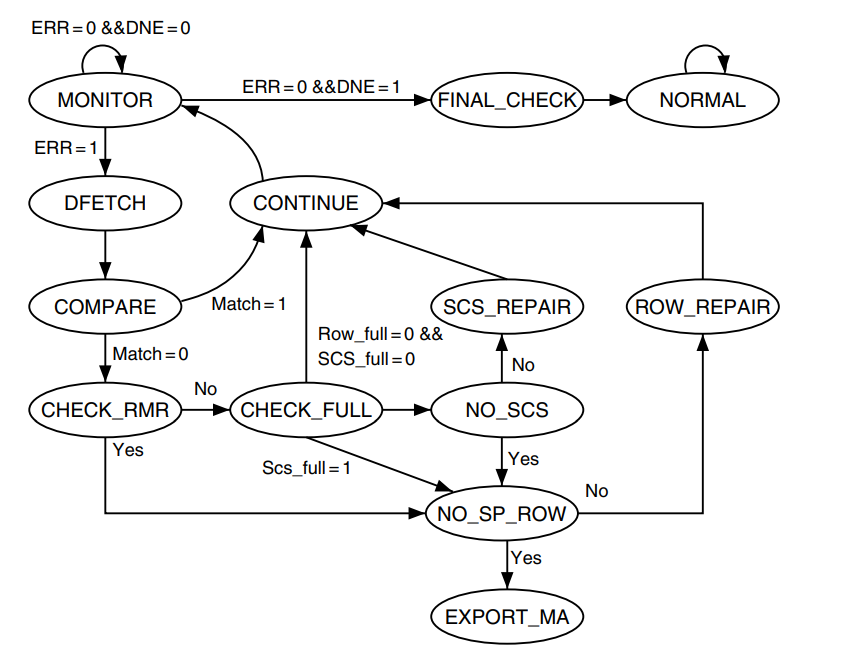 ERR=0 &&DNE=0
MONITOR
ERR=0 &&DNE=1
FINAL_CHECK
NORMAL
ERR=1
DFETCH
CONTINUE
COMPARE
Match=1
SCS_REPAIR
ROW_REPAIR
Row_full=0 &&
SCS_full=0
Match=0
No
No
CHECK_RMR
CHECK_FULL
NO_SCS
Yes
Scs_full=1
Yes
No
NO_SP_ROW
Yes
EXPORT_MA